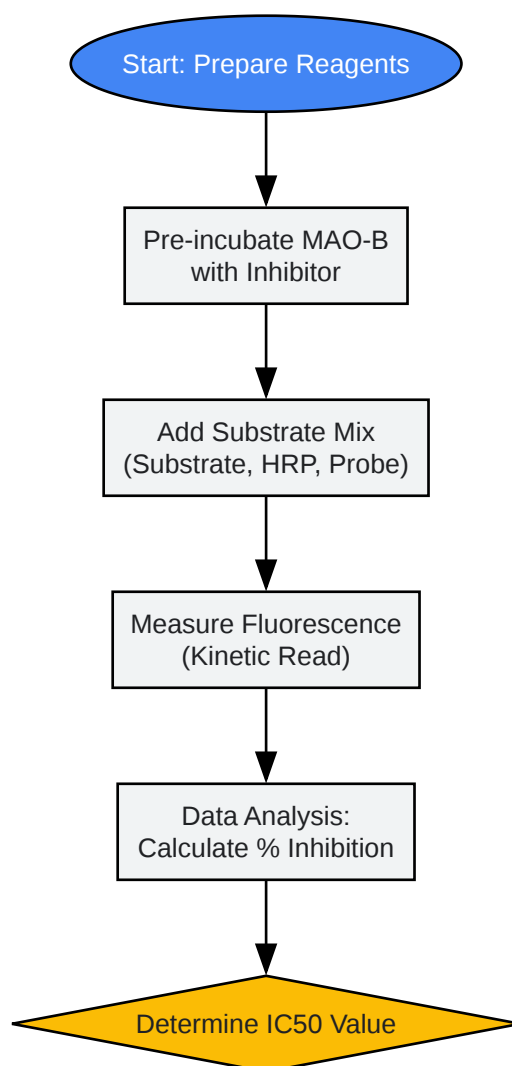 Start: Prepare Reagents
Pre-incubate MAO-B
with Inhibitor
Add Substrate Mix
(Substrate, HRP, Probe)
Measure Fluorescence
(Kinetic Read)
Data Analysis:
Calculate % Inhibition
Determine IC50 Value